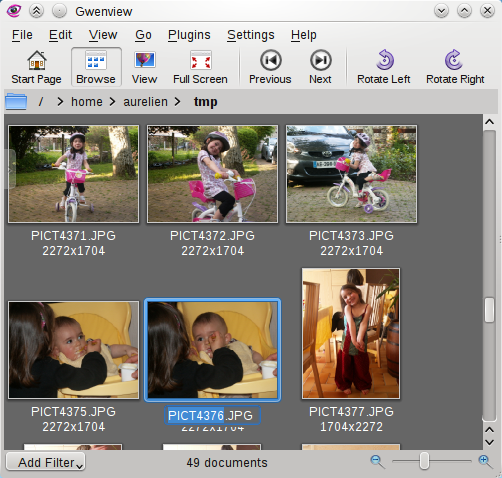 Gwenview
File Edit View Go Plugins Settings Help
Start Page Browse View Full Screen Previous Next Rotate Left Rotate Right
/ > home > aurelien > tmp
PICT4371.JPG PICT4372.JPG PICT4373.JPG
2272x1704 2272x1704 2272x1704
PICT4375.JPG PICT4376.JPG PICT4377.JPG
2272x1704 2272x1704 1704x2272
Add Filter 49 documents